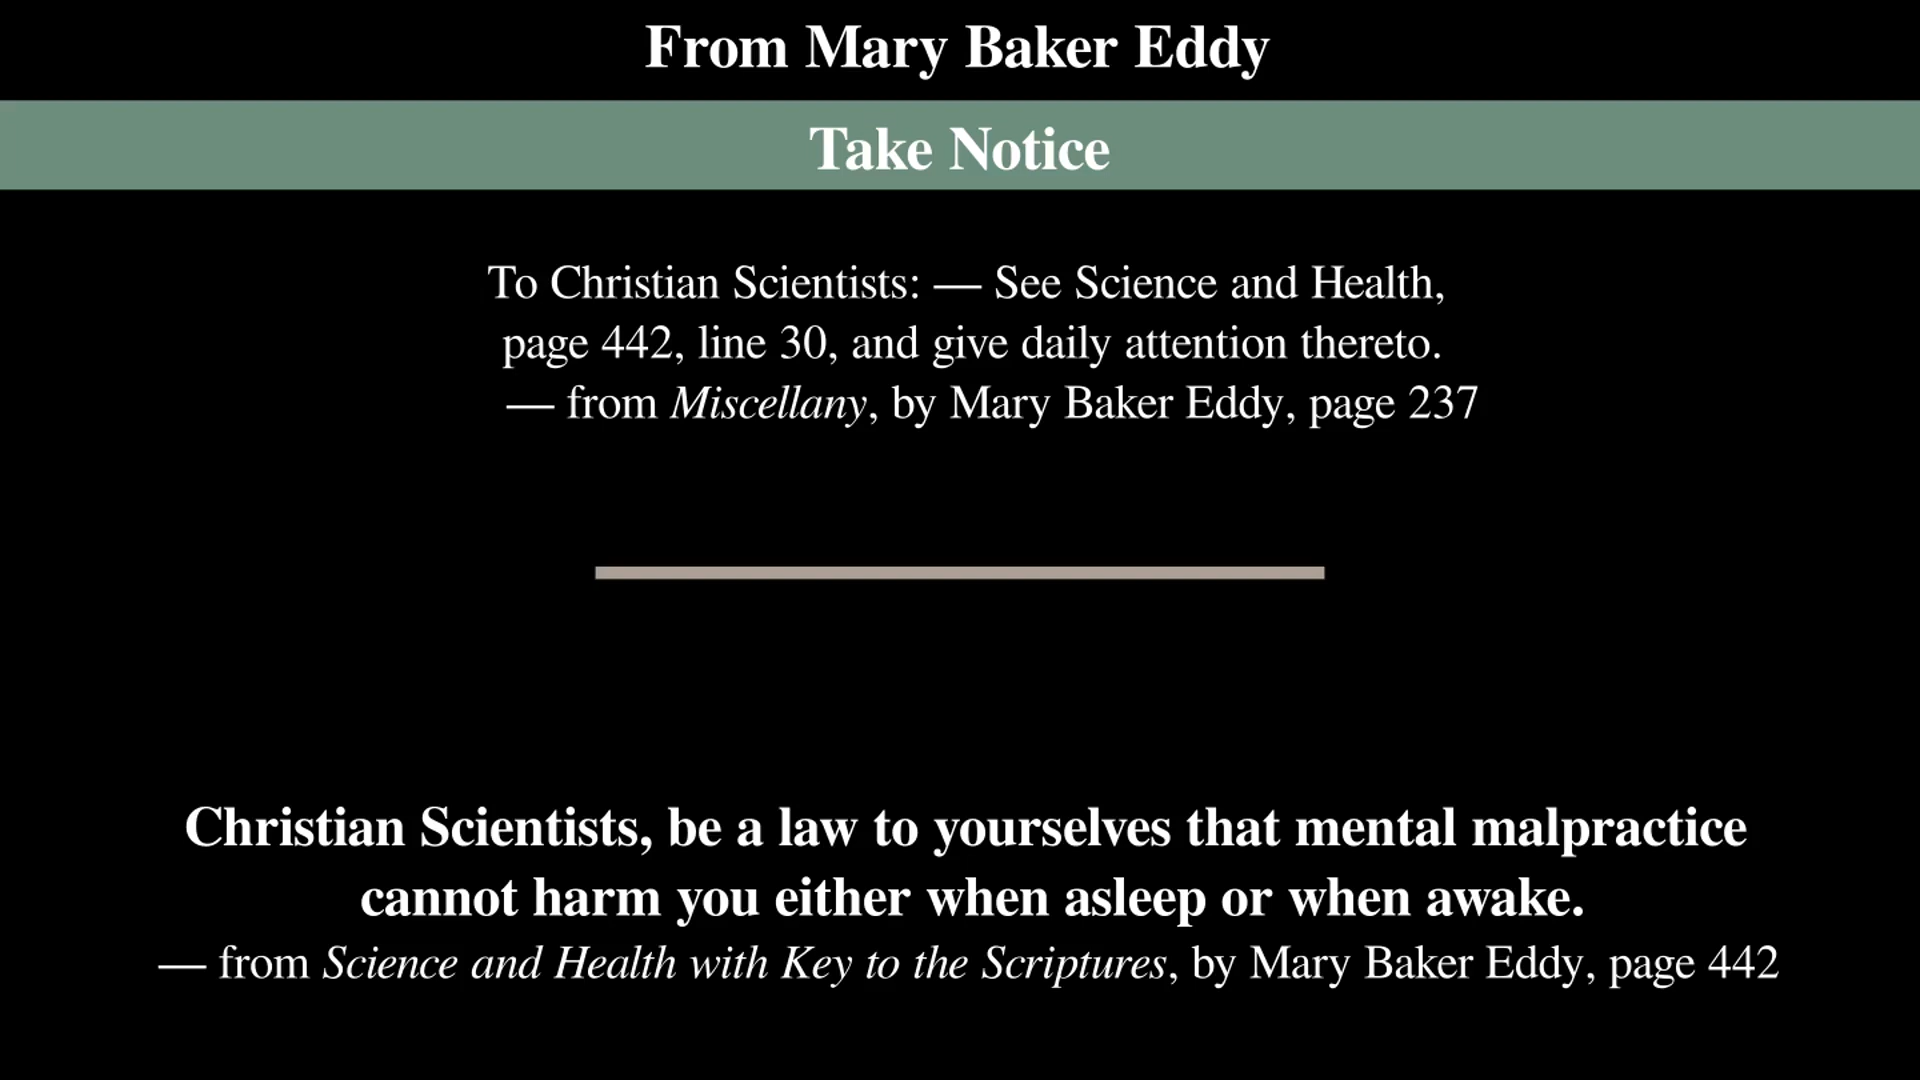 From Mary Baker Eddy
Take Notice
To Christian Scientists: — See Science and Health,
page 442, line 30, and give daily attention thereto.
— from Miscellany, by Mary Baker Eddy, page 237
Christian Scientists, be a law to yourselves that mental malpractice
cannot harm you either when asleep or when awake.
— from Science and Health with Key to the Scriptures, by Mary Baker Eddy, page 442